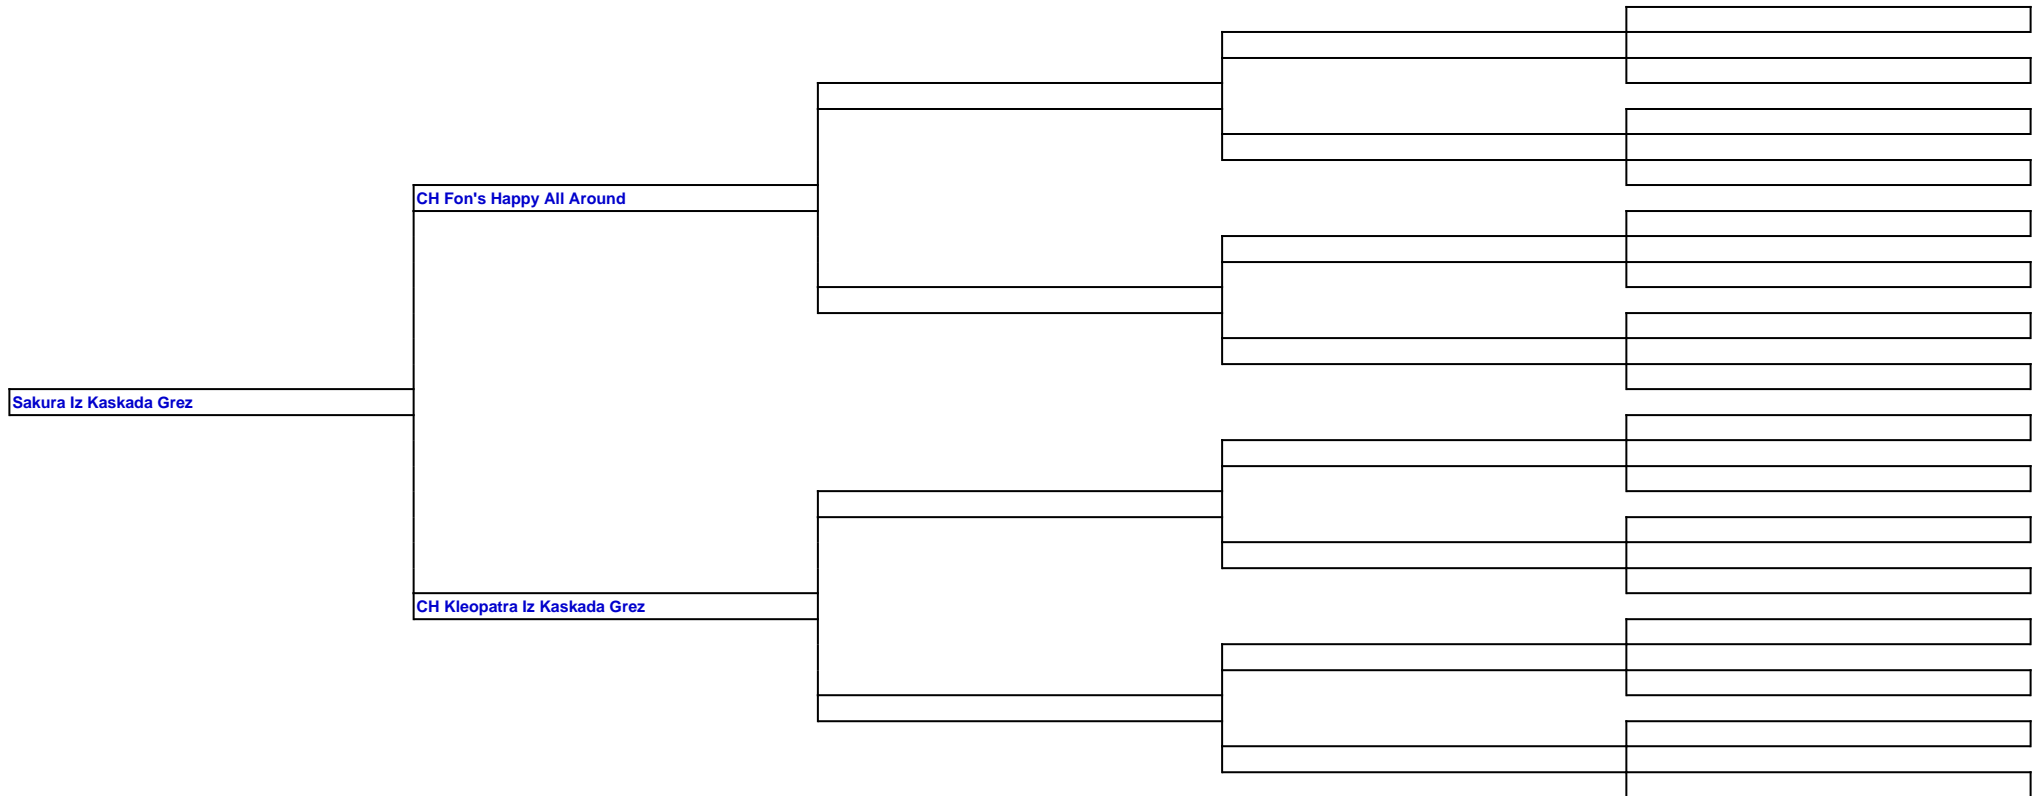 CH Fon's Happy All Around
Sakura Iz Kaskada Grez
CH Kleopatra Iz Kaskada Grez